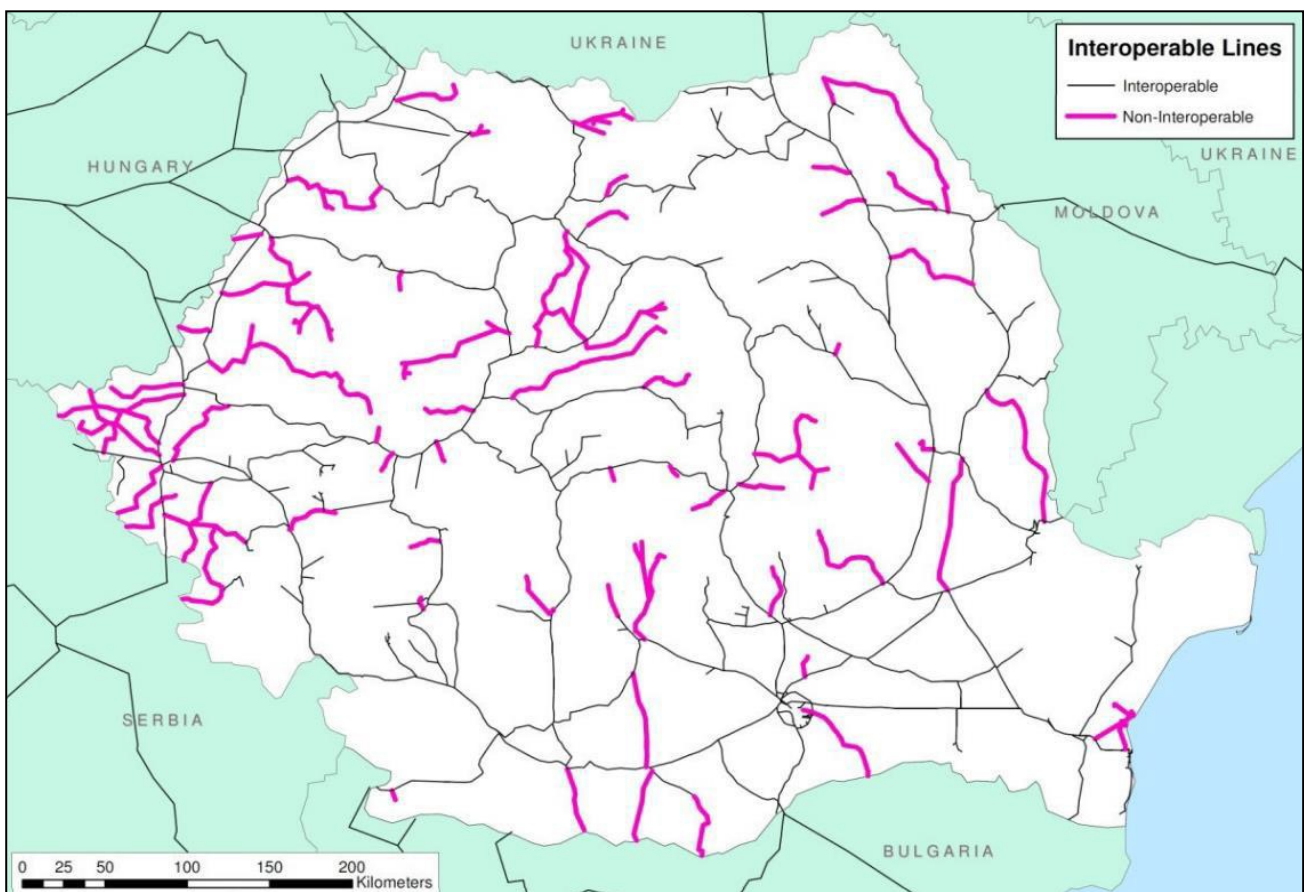 UKRAINE
Interoperable Lines
Interoperable
Non-Interoperable
HUNGARY
UKRAINE
MOLDOVA
SERBIA
BULGARIA
0 25 50 100 150 200
Kilometers